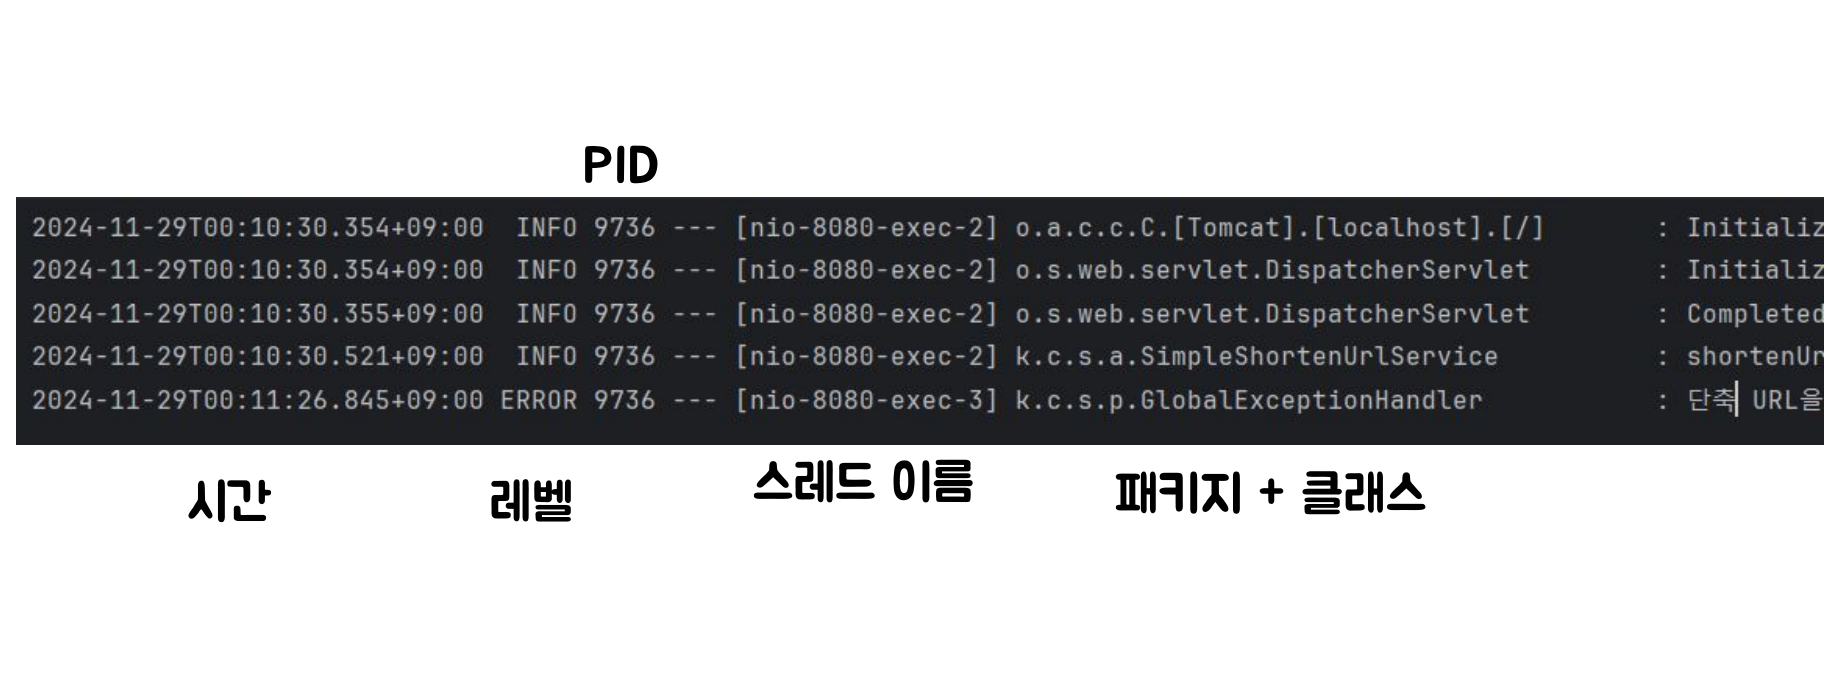 PID
2024-11-29T00:10:30.354+09:00  INFO 9736 --- [nio-8080-exec-2] o.a.c.c.C.[Tomcat].[localhost].[/]       : Initializ
2024-11-29T00:10:30.354+09:00  INFO 9736 --- [nio-8080-exec-2] o.s.web.servlet.DispatcherServlet        : Initializ
2024-11-29T00:10:30.355+09:00  INFO 9736 --- [nio-8080-exec-2] o.s.web.servlet.DispatcherServlet        : Completed
2024-11-29T00:10:30.521+09:00  INFO 9736 --- [nio-8080-exec-2] k.c.s.a.SimpleShortenUrlService          : shortenUr
2024-11-29T00:11:26.845+09:00 ERROR 9736 --- [nio-8080-exec-3] k.c.s.p.GlobalExceptionHandler           : 단축 URL을
시간 레벨 스레드 이름 패키지 + 클래스